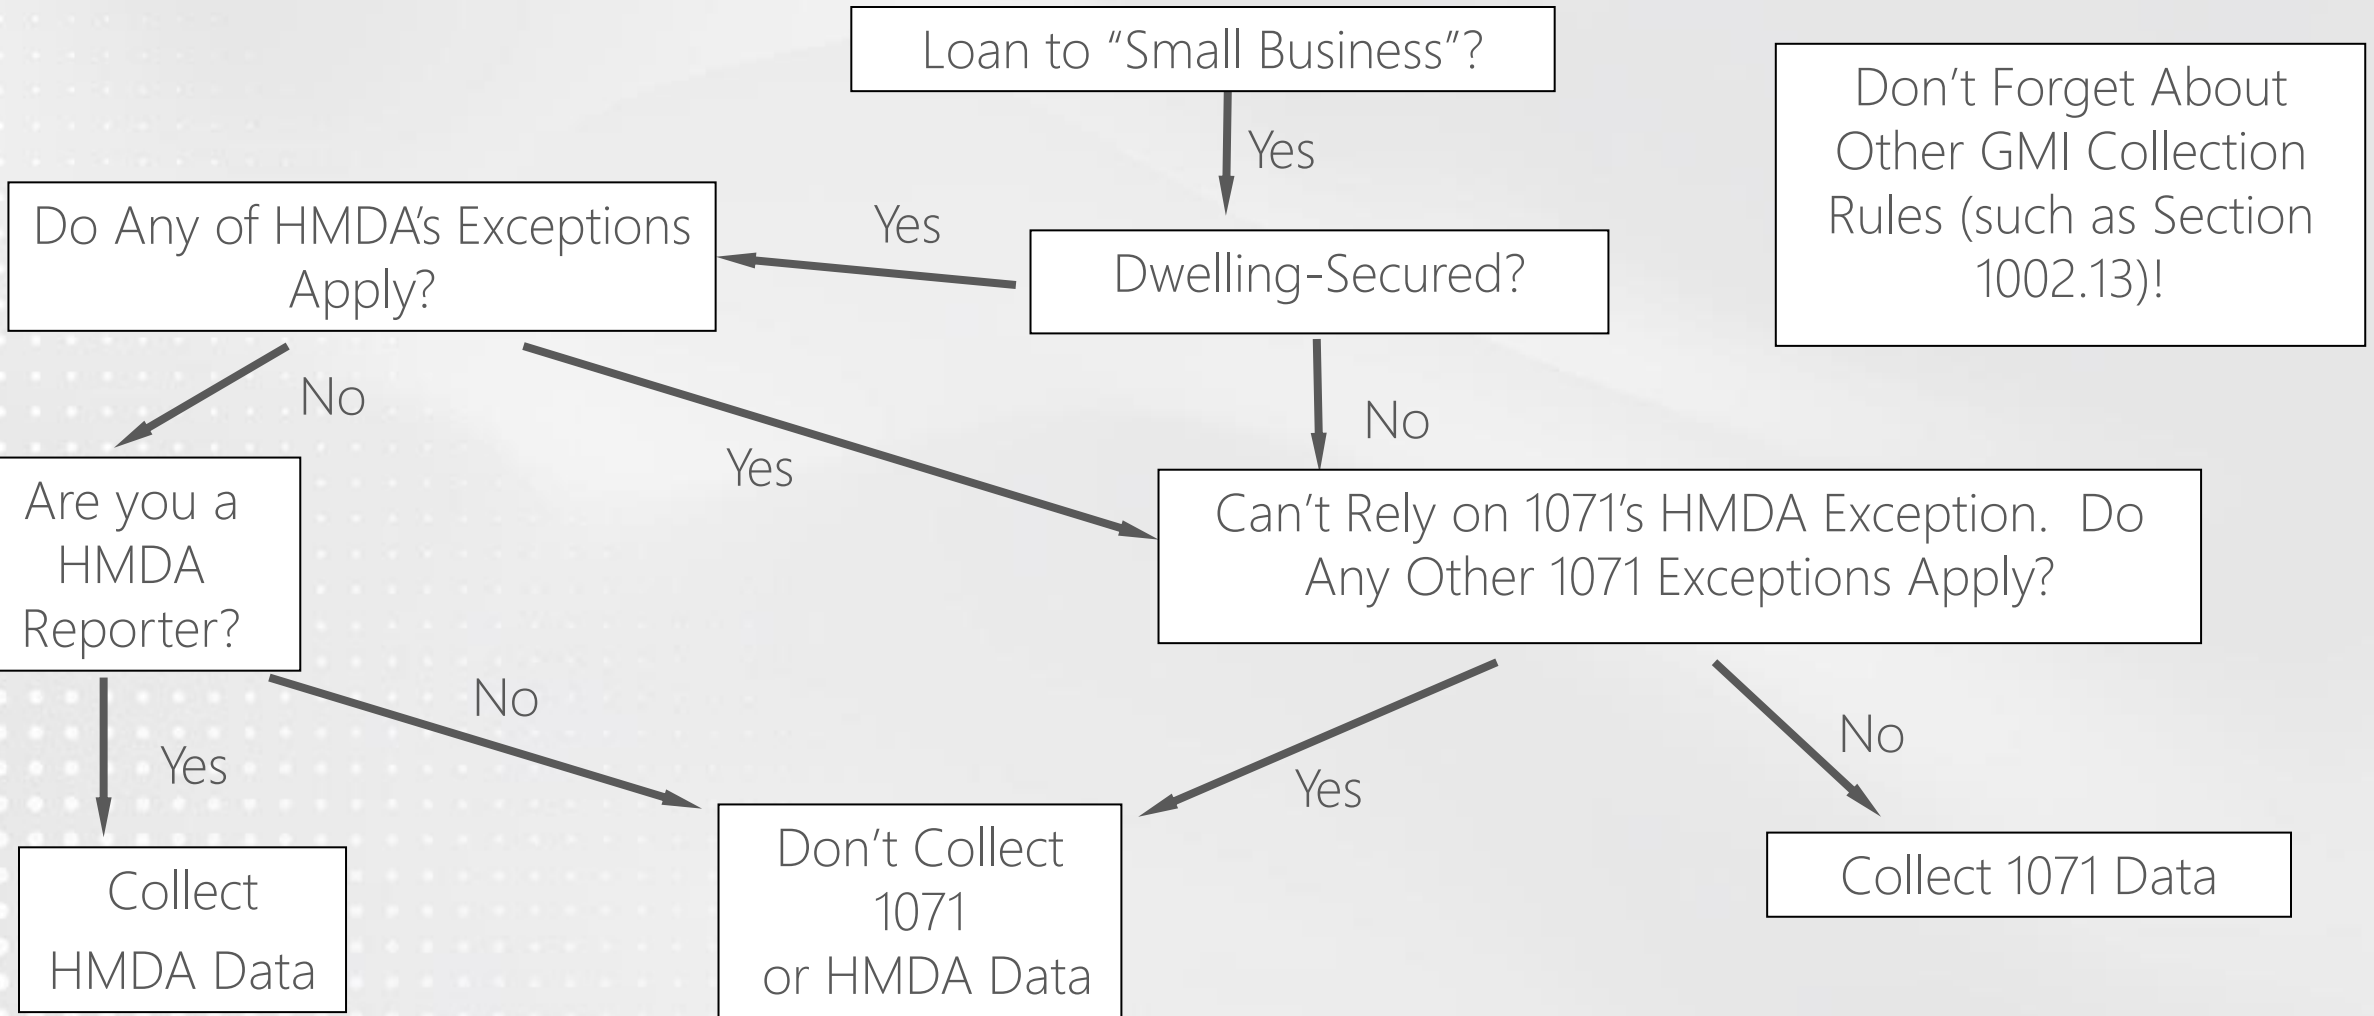 Loan to “Small Business”?
Don’t Forget About
Other GMI Collection
Rules (such as Section
1002.13)!
Yes
Do Any of HMDA’s Exceptions
Apply?
Yes
Dwelling-Secured?
No
Yes
No
Are you a
HMDA
Reporter?
Can’t Rely on 1071’s HMDA Exception.  Do
Any Other 1071 Exceptions Apply?
Yes
No
Yes
No
Collect
HMDA Data
Don’t Collect
1071
or HMDA Data
Collect 1071 Data